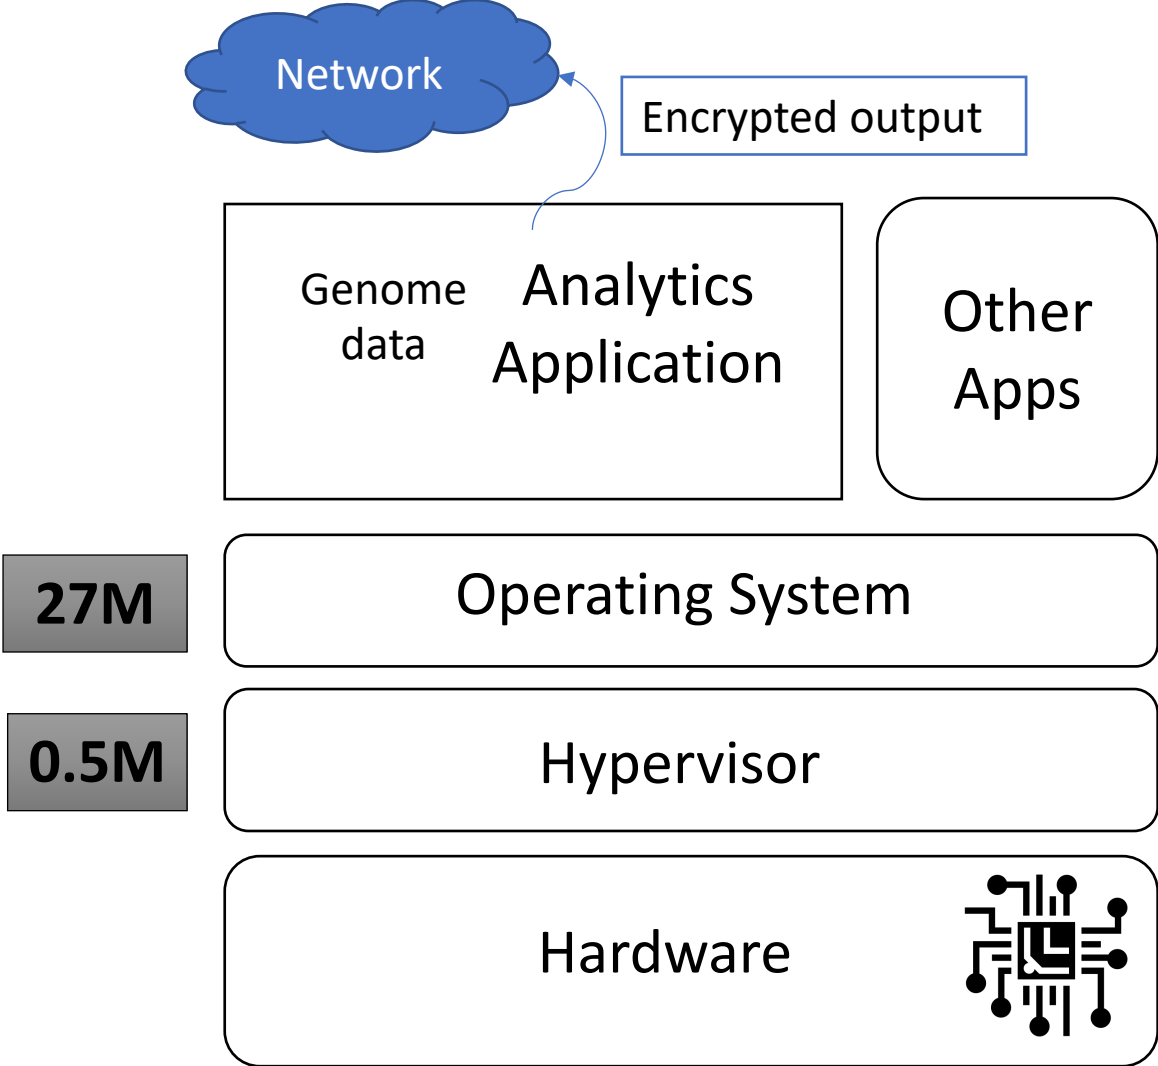 Network
Encrypted output
Genome
data
Analytics
Application
Other
Apps
27M
Operating System
0.5M
Hypervisor
Hardware